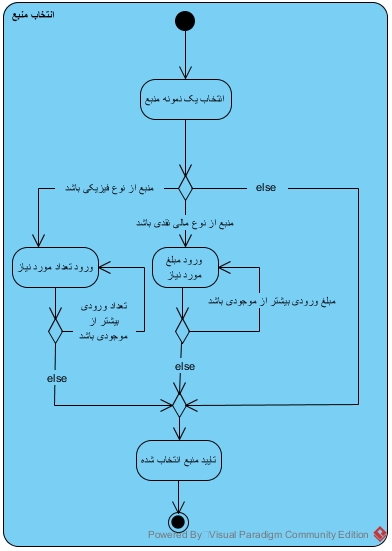 انتخاب منبع
انتخاب یک نمونه منبع
منبع از نوع فیزیکی باشد
else
منبع از نوع مالی نقدی باشد
ورود تعداد مورد نیاز
ورود مبلغ
مورد نیاز
تعداد ورودی
بیشتر از
موجودی باشد
مبلغ ورودی بیشتر از موجودی باشد
else
else
تایید منبع انتخاب شده
Powered By Visual Paradigm Community Edition